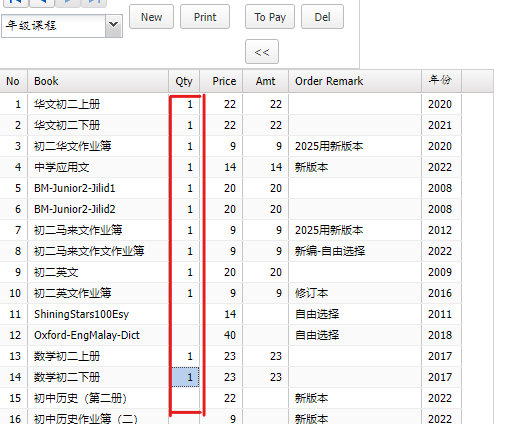 New Print To Pay Del
年级课程
<<
No Book Qty Price Amt Order Remark 年份
1 华文初二上册 1 22 22 2020
2 华文初二下册 1 22 22 2021
3 初二华文作业簿 1 9 9 2025用新版本 2020
4 中学应用文 1 14 14 新版本 2022
5 BM-Junior2-Jilid1 1 20 20 2008
6 BM-Junior2-Jilid2 1 20 20 2008
7 初二马来文作业簿 1 9 9 2025用新版本 2012
8 初二马来文作文作业簿 1 9 9 新编-自由选择 2022
9 初二英文 1 20 20 2009
10 初二英文作业簿 1 9 9 修订本 2016
11 ShiningStars100Esy 14 自由选择 2011
12 Oxford-EngMalay-Dict 40 自由选择 2018
13 数学初二上册 1 23 23 2017
14 数学初二下册 1 23 23 2017
15 初中历史（第二册） 22 新版本 2022
16 初中历史作业簿（二） 9 新版本 2022